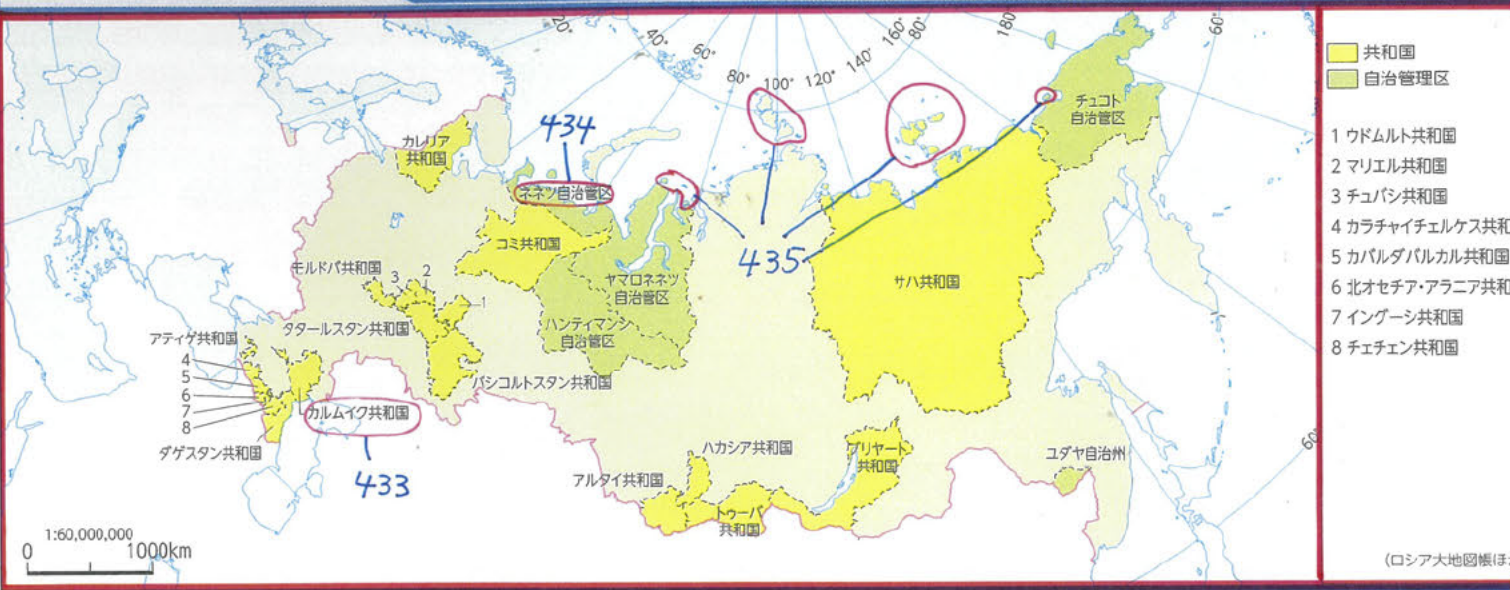 20°
40°
60°
80°
100°
120°
140°
160°
80°
180
60°
共和国
自治管理区
チュコト
自治管区
434
カレリア
共和国
ネネツ自治管区
1 ウドムルト共和国
2 マリエル共和国
3 チュバシ共和国
4 カラチャイチェルケス共和
5 カバルダバルカル共和国
6 北オセチア・アラニア共和
7 イングーシ共和国
8 チェチェン共和国
コミ共和国
435
モルドバ共和国
3
2
1
ヤマロネネツ
自治管区
サハ共和国
タタールスタン共和国
ハンティマンシ
自治管区
アディゲ共和国
4
5
6
7
8
バシコルトスタン共和国
カルムイク共和国
ダゲスタン共和国
433
ハカシア共和国
ブリヤート
共和国
ユダヤ自治州
60
アルタイ共和国
トゥーバ
共和国
1:60,000,000
0 1000km
(ロシア大地図帳ほか